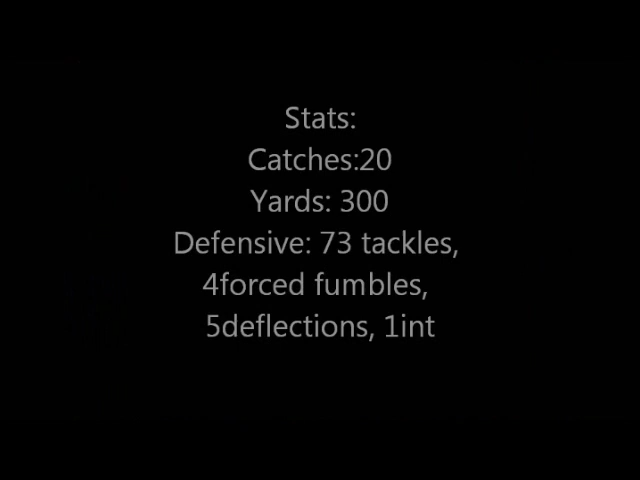 Stats:
Catches:20
Yards: 300
Defensive: 73 tackles,
4forced fumbles,
5deflections, 1int